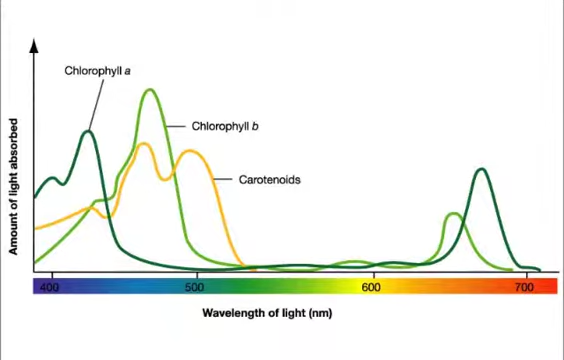 Chlorophyll a
Chlorophyll b
Carotenoids
Amount of light absorbed
400 500 600 700
Wavelength of light (nm)